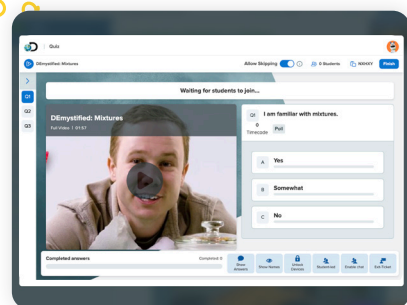 Quiz
DEmystified: Mixtures
Allow Skipping
0 Students
Finish
Waiting for students to join...
Q1
Q2
Q3
DEmystified: Mixtures
Full Video | 01:57
Q1 I am familiar with mixtures.
0
Timecode
Poll
A Yes
B Somewhat
C No
Completed answers
Completed: 0
Show Answers
Show Names
Unlock Devices
Student led
Enable chat
Exit Ticket